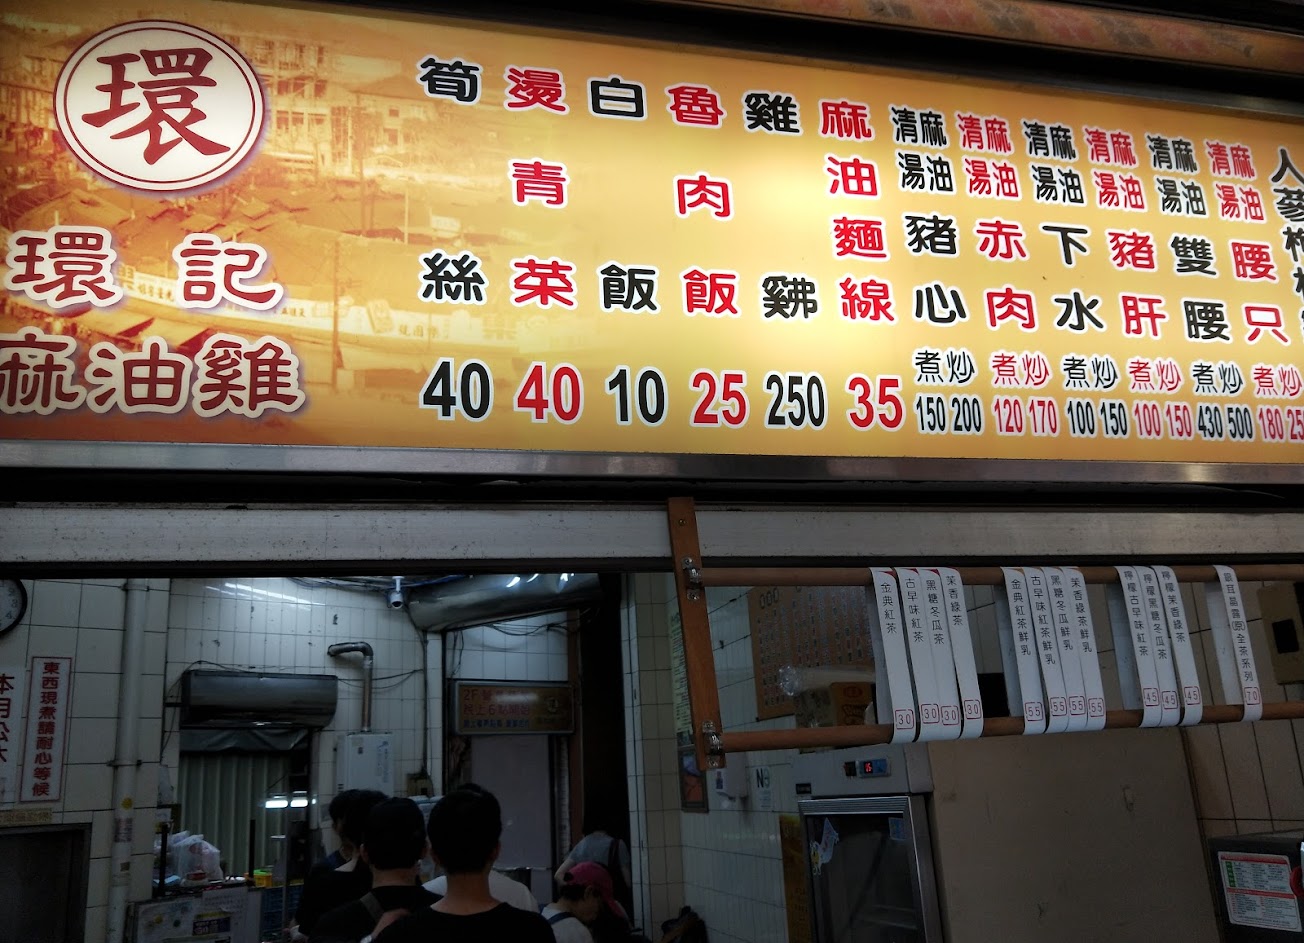 環
環記
麻油雞
筍絲 40
燙青菜 40
白飯 10
魯肉飯 25
雞 250
麻油麵線 35
清湯 麻油 豬心 煮 炒 150 200
清湯 麻油 赤肉 煮 炒 120 170
清湯 麻油 下水 煮 炒 100 150
清湯 麻油 豬肝 煮 炒 100 150
清湯 麻油 雙腰 煮 炒 430 500
清湯 麻油 腰只 煮 炒 180
人蔘
東西現煮請耐心等候
金典紅茶 30
古早味紅茶 30
黑糖冬瓜茶 30
茉香綠茶 30
金典紅茶鮮乳 55
古早味紅茶鮮乳 55
黑糖冬瓜鮮乳 55
茉香綠茶鮮乳 55
檸檬古早味紅茶 45
檸檬黑糖冬瓜茶 45
檸檬茉香綠茶 45
70